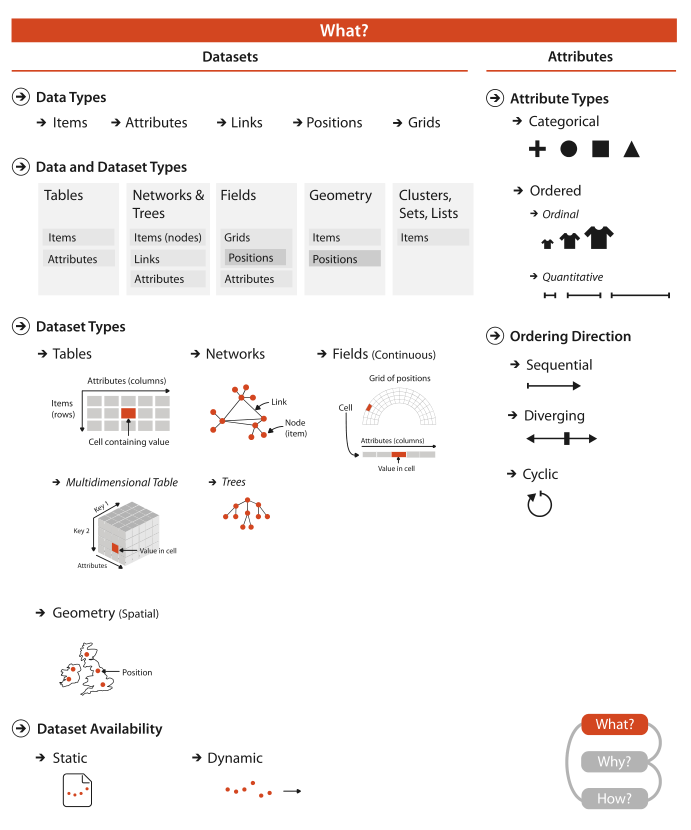 What?
Datasets
Attributes
Data Types
Items
Attributes
Links
Positions
Grids
Data and Dataset Types
Tables
Items
Attributes
Networks &
Trees
Items (nodes)
Links
Attributes
Fields
Grids
Positions
Attributes
Geometry
Items
Positions
Clusters,
Sets, Lists
Items
Dataset Types
Tables
Attributes (columns)
Items
(rows)
Cell containing value
Networks
Link
Node
(item)
Fields (Continuous)
Grid of positions
Cell
Attributes (columns)
Value in cell
Multidimensional Table
Key 1
Key 2
Value in cell
Attributes
Trees
Geometry (Spatial)
Position
Dataset Availability
Static
Dynamic
Attribute Types
Categorical
Ordered
Ordinal
Quantitative
Ordering Direction
Sequential
Diverging
Cyclic
What?
Why?
How?